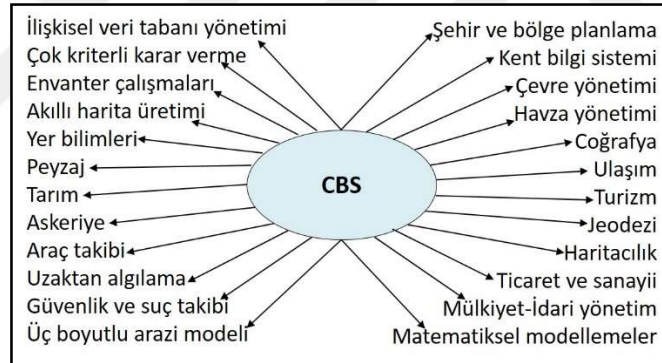 İlişkisel veri tabanı yönetimi
Çok kriterli karar verme
Envanter çalışmaları
Akıllı harita üretimi
Yer bilimleri
Peyzaj
Tarım
Askeriye
Araç takibi
Uzaktan algılama
Güvenlik ve suç takibi
Üç boyutlu arazi modeli
CBS
Şehir ve bölge planlama
Kent bilgi sistemi
Çevre yönetimi
Havza yönetimi
Coğrafya
Ulaşım
Turizm
Jeodezi
Haritacılık
Ticaret ve sanayii
Mülkiyet-İdari yönetim
Matematiksel modellemeler